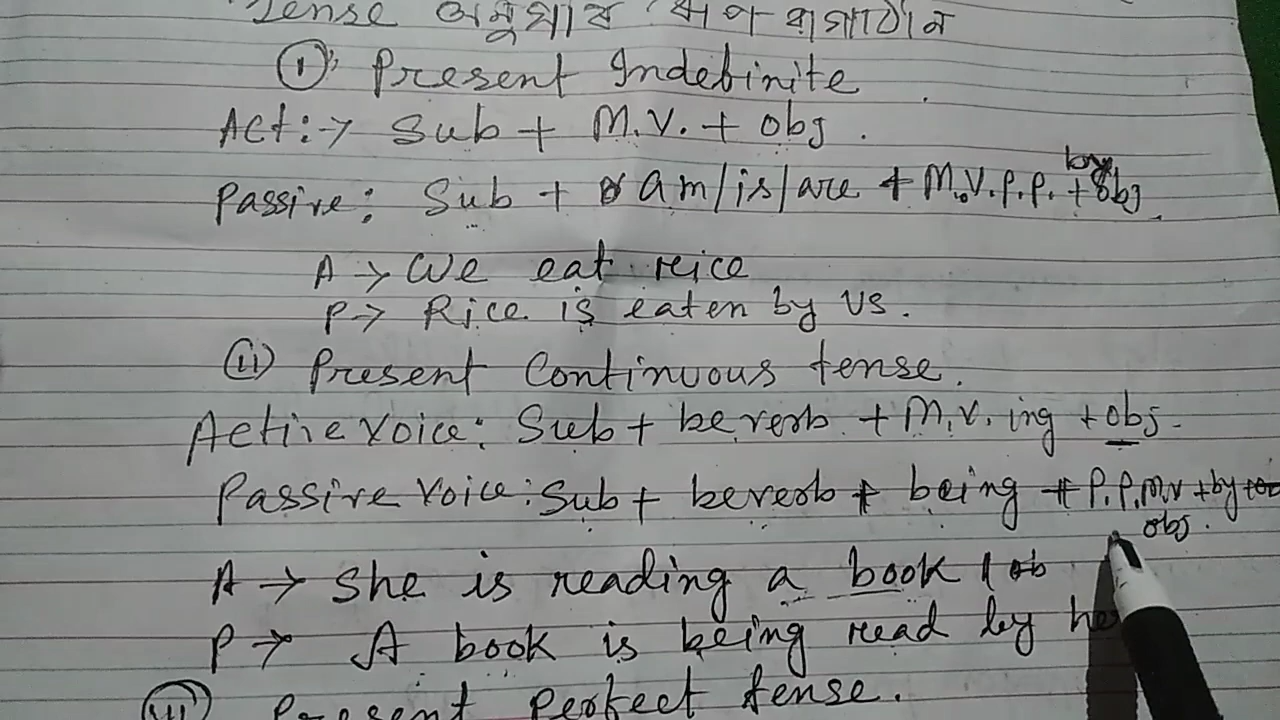 Tense অনুসারে
(i) Present Indefinite
Act:→ Sub + M.V. + obj.
Passive: Sub + am/is/are + M.V.P.P. + by obj.
A → We eat rice
P → Rice is eaten by us.
(ii) Present Continuous tense.
Active Voice: Sub + be verb + M.V. ing + obj.
Passive Voice: Sub + be verb + being + P.P.M.V + by + obj.
A → She is reading a book
P → A book is being read by he
(iii) Present perfect tense.